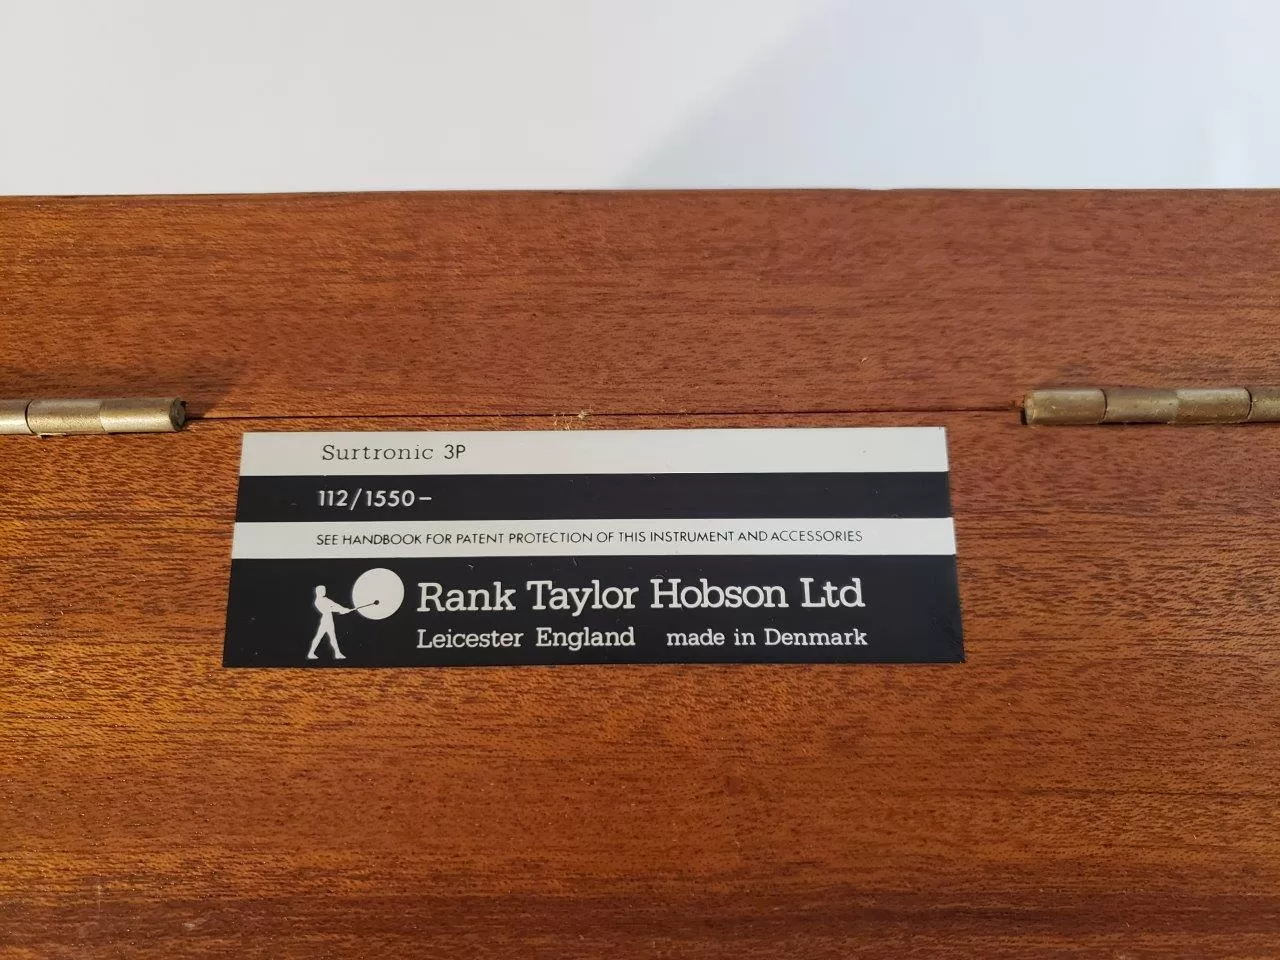 Surtronic 3P
112/1550–
SEE HANDBOOK FOR PATENT PROTECTION OF THIS INSTRUMENT AND ACCESSORIES
Rank Taylor Hobson Ltd
Leicester England made in Denmark